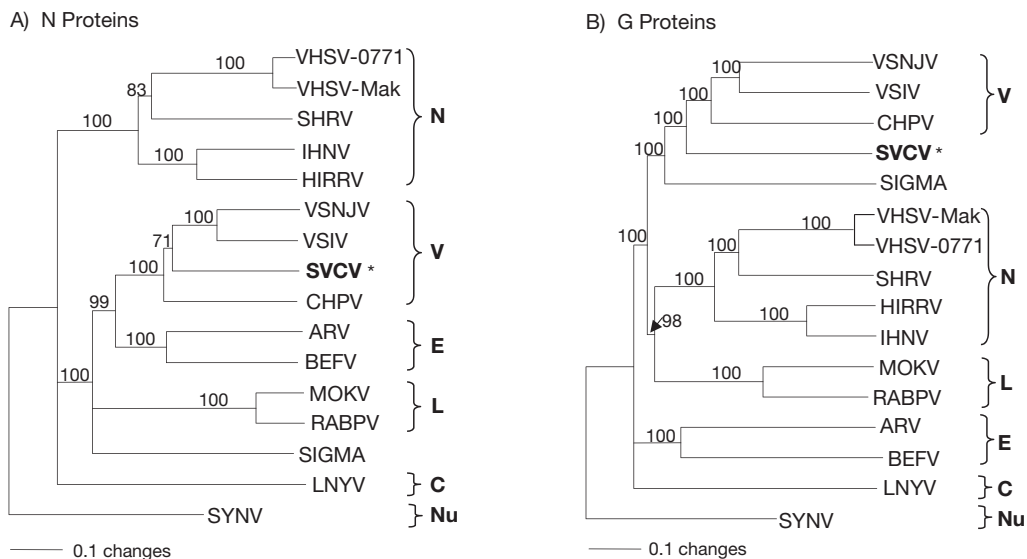 A) N Proteins
VHSV-0771
100
VHSV-Mak
83
N
SHRV
100
IHNV
100
HIRRV
VSNJV
100
VSIV
71
V
SVCV *
100
CHPV
99
ARV
E
100
BEFV
100
MOKV
100
L
RABPV
SIGMA
LNYV
C
SYNV
Nu
0.1 changes
B) G Proteins
VSNJV
100
VSIV
V
100
CHPV
100
SVCV *
100
SIGMA
VHSV-Mak
100
100
VHSV-0771
100
SHRV
N
100
HIRRV
98
100
IHNV
MOKV
100
L
RABPV
ARV
100
E
BEFV
LNYV
C
SYNV
Nu
0.1 changes